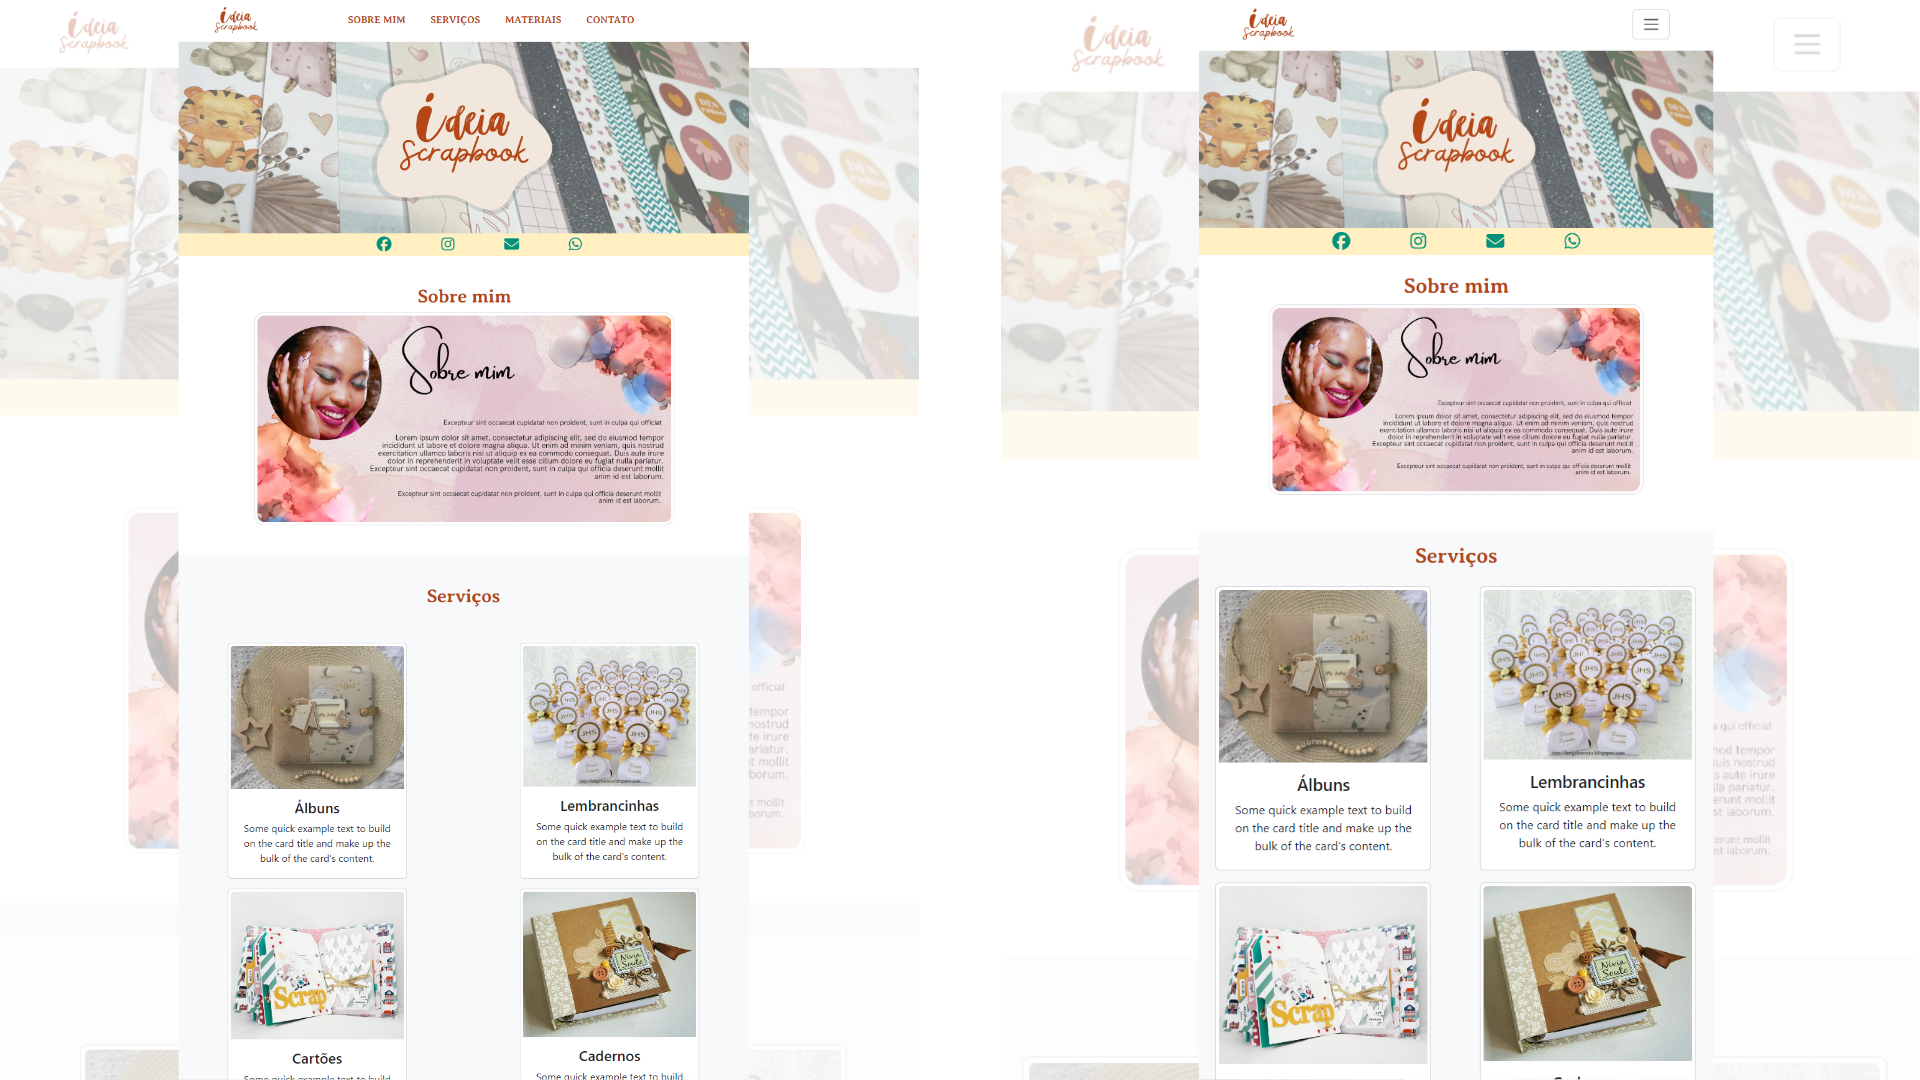 ideia
Scrapbook
SOBRE MIM
SERVIÇOS
MATERIAIS
CONTATO
ideia
Scrapbook
Sobre mim
Sobre mim
Excepteur sint occaecat cupidatat non proident, sunt in culpa qui officiat
Lorem ipsum dolor sit amet, consectetur adipiscing elit, sed do eiusmod tempor
incididunt ut labore et dolore magna aliqua. Ut enim ad minim veniam, quis nostrud
exercitation ullamco laboris nisi ut aliquip ex ea commodo consequat. Duis aute irure
dolor in reprehenderit in voluptate velit esse cillum dolore eu fugiat nulla pariatur.
Excepteur sint occaecat cupidatat non proident, sunt in culpa qui officia deserunt mollit
anim id est laborum.
Excepteur sint occaecat cupidatat non proident, sunt in culpa qui officia deserunt mollit
anim id est laborum.
Serviços
JHS
JHS
JHS
Álbuns
Some quick example text to build
on the card title and make up the
bulk of the card's content.
Lembrancinhas
Some quick example text to build
on the card title and make up the
bulk of the card's content.
Scrap
Nívia
Souto
Cartões
Some quick example text to build
Cadernos
Some quick example text to build
ideia
Scrapbook
ideia
Scrapbook
Sobre mim
Sobre mim
Excepteur sint occaecat cupidatat non proident, sunt in culpa qui officiat
Lorem ipsum dolor sit amet, consectetur adipiscing elit, sed do eiusmod tempor
incididunt ut labore et dolore magna aliqua. Ut enim ad minim veniam, quis nostrud
exercitation ullamco laboris nisi ut aliquip ex ea commodo consequat. Duis aute irure
dolor in reprehenderit in voluptate velit esse cillum dolore eu fugiat nulla pariatur.
Excepteur sint occaecat cupidatat non proident, sunt in culpa qui officia deserunt mollit
anim id est laborum.
Excepteur sint occaecat cupidatat non proident, sunt in culpa qui officia deserunt mollit
anim id est laborum.
Serviços
JHS
JHS
JHS
Álbuns
Some quick example text to build
on the card title and make up the
bulk of the card's content.
Lembrancinhas
Some quick example text to build
on the card title and make up the
bulk of the card's content.
Scrap
Nívia
Souto